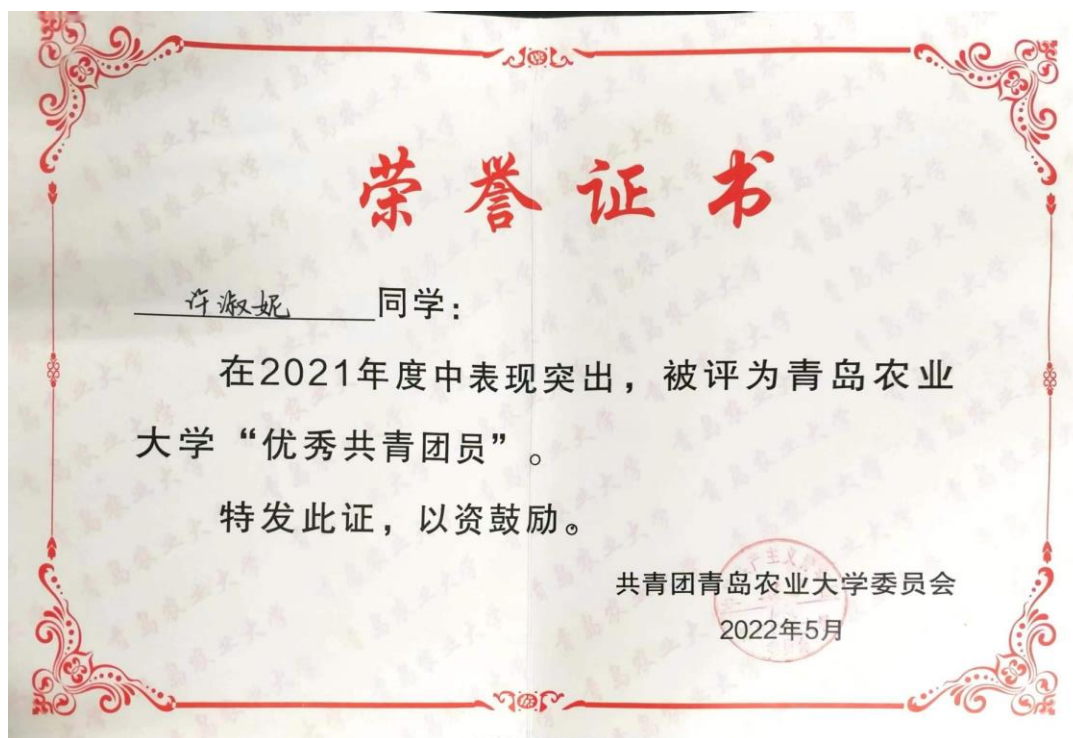 荣誉证书
许淑妮同学：
在2021年度中表现突出，被评为青岛农业
大学“优秀共青团员”。
特发此证，以资鼓励。
共青团青岛农业大学委员会
2022年5月